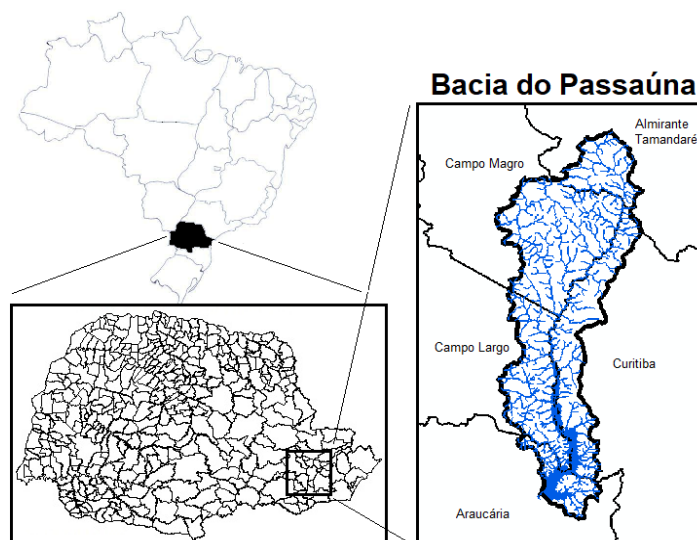 Bacia do Passaúna
Almirante
Tamandaré
Campo Magro
Campo Largo
Curitiba
Araucária